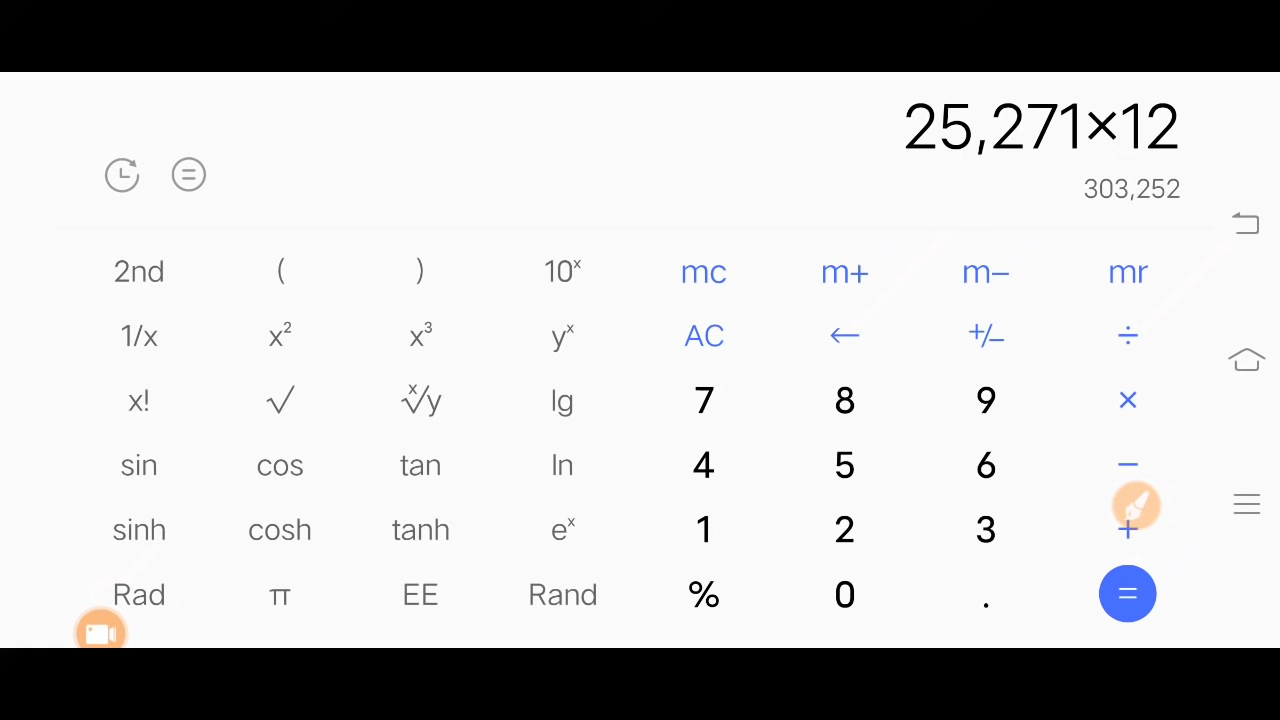 25,271×12
303,252
2nd ( ) 10ˣ mc m+ m− mr
1/x x² x³ yˣ AC ← +/− ÷
x! √ ˣ√y lg 7 8 9 ×
sin cos tan ln 4 5 6 −
sinh cosh tanh eˣ 1 2 3 +
Rad π EE Rand % 0 . =